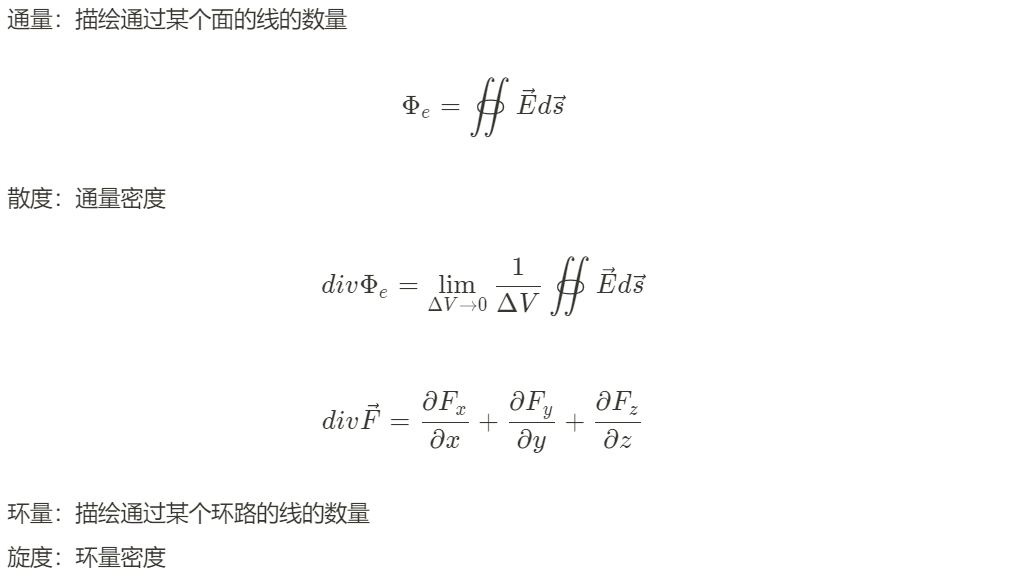 通量：描绘通过某个面的线的数量
$$\Phi_e = \oiint \vec{E}d\vec{s}$$
散度：通量密度
$$div\Phi_e = \lim_{\Delta V \to 0} \frac{1}{\Delta V} \oiint \vec{E}d\vec{s}$$
$$div\vec{F} = \frac{\partial F_x}{\partial x} + \frac{\partial F_y}{\partial y} + \frac{\partial F_z}{\partial z}$$
环量：描绘通过某个环路的线的数量
旋度：环量密度